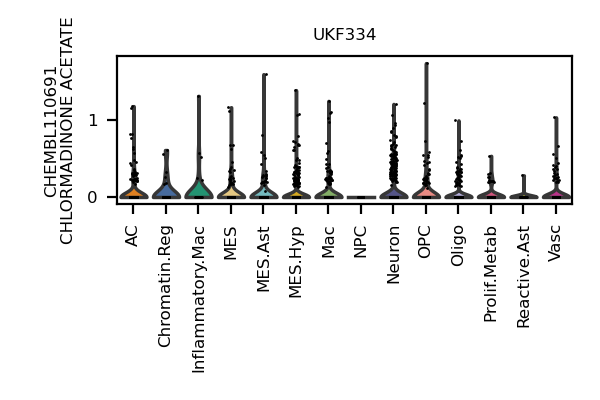 UKF334
CHEMBL110691
CHLORMADINONE ACETATE
1
0
AC
Chromatin.Reg
Inflammatory.Mac
MES
MES.Ast
MES.Hyp
Mac
NPC
Neuron
OPC
Oligo
Prolif.Metab
Reactive.Ast
Vasc